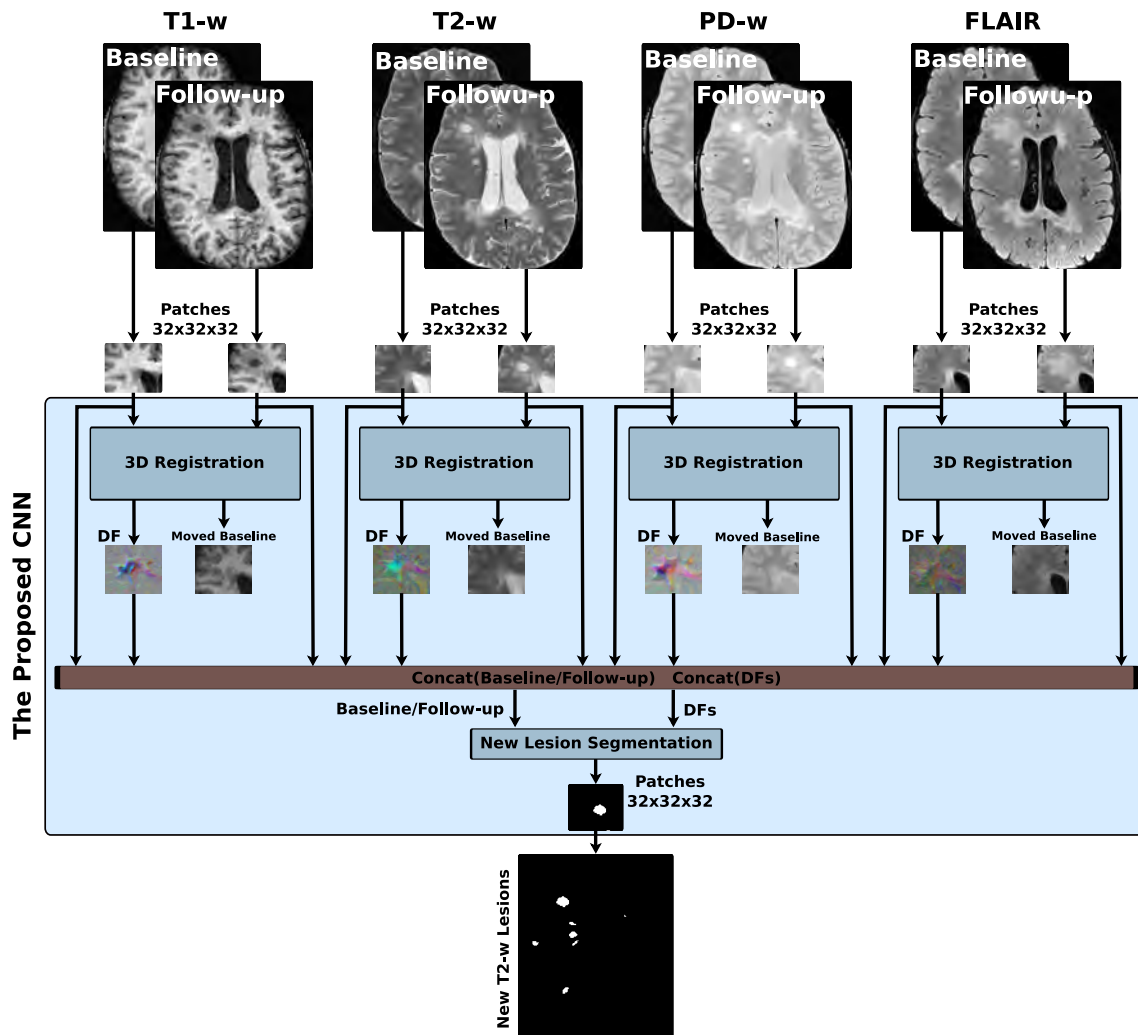 T1-w
T2-w
PD-w
FLAIR
Baseline
Follow-up
Baseline
Followu-p
Baseline
Follow-up
Baseline
Followu-p
Patches
32x32x32
Patches
32x32x32
Patches
32x32x32
Patches
32x32x32
The Proposed CNN
3D Registration
3D Registration
3D Registration
3D Registration
DF
Moved Baseline
DF
Moved Baseline
DF
Moved Baseline
DF
Moved Baseline
Concat(Baseline/Follow-up)
Concat(DFs)
Baseline/Follow-up
DFs
New Lesion Segmentation
Patches
32x32x32
New T2-w Lesions